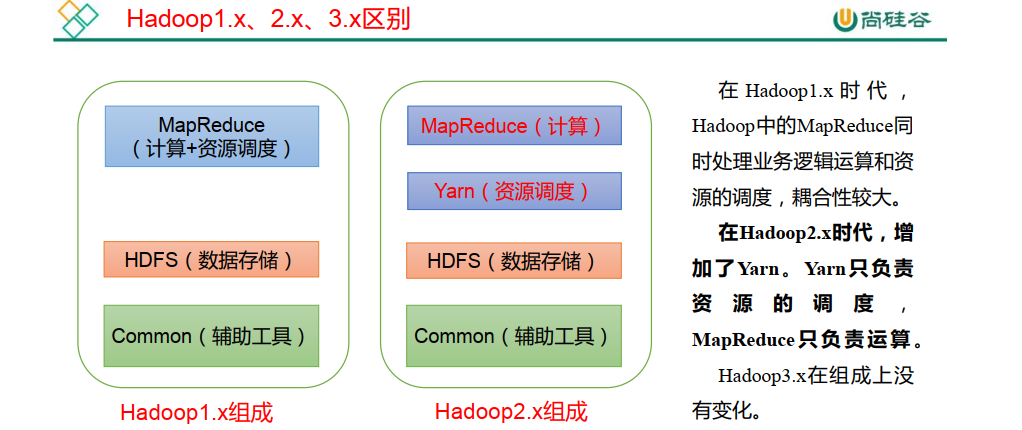 Hadoop1.x、2.x、3.x区别
尚硅谷
MapReduce
（计算+资源调度）
HDFS（数据存储）
Common（辅助工具）
Hadoop1.x组成
MapReduce（计算）
Yarn（资源调度）
HDFS（数据存储）
Common（辅助工具）
Hadoop2.x组成
在Hadoop1.x时代，
Hadoop中的MapReduce同
时处理业务逻辑运算和资
源的调度，耦合性较大。
在Hadoop2.x时代，增
加了Yarn。Yarn只负责
资源的调度，
MapReduce只负责运算。
Hadoop3.x在组成上没
有变化。